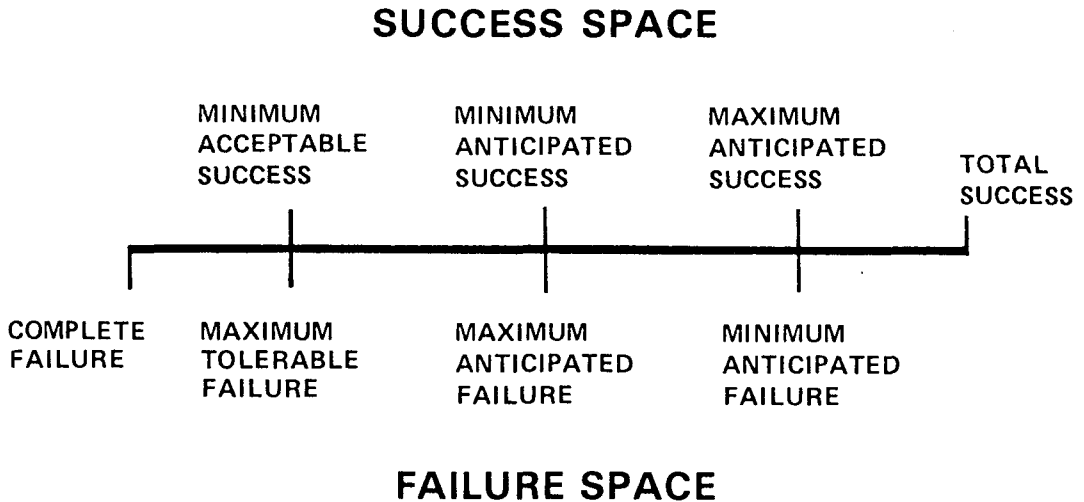 SUCCESS SPACE
MINIMUM
ACCEPTABLE
SUCCESS
MINIMUM
ANTICIPATED
SUCCESS
MAXIMUM
ANTICIPATED
SUCCESS
TOTAL
SUCCESS
COMPLETE
FAILURE
MAXIMUM
TOLERABLE
FAILURE
MAXIMUM
ANTICIPATED
FAILURE
MINIMUM
ANTICIPATED
FAILURE
FAILURE SPACE